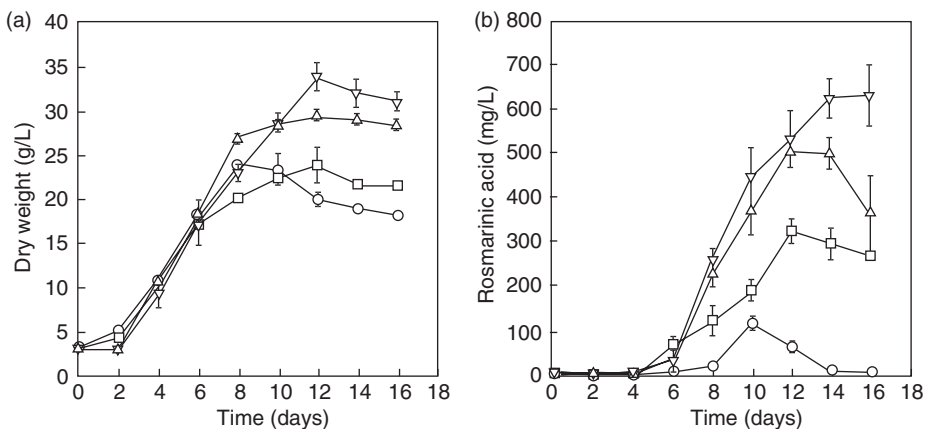 (a)
40
35
30
25
20
15
10
5
0
Dry weight (g/L)
0 2 4 6 8 10 12 14 16 18
Time (days)
(b)
800
700
600
500
400
300
200
100
0
Rosmarinic acid (mg/L)
0 2 4 6 8 10 12 14 16 18
Time (days)